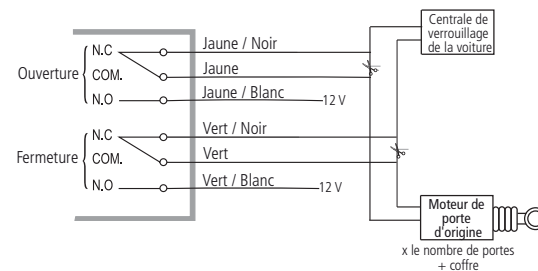 Centrale de
verrouillage
de la voiture
Ouverture
N.C
Jaune / Noir
COM.
Jaune
N.O
Jaune / Blanc
12 V
Fermeture
N.C
Vert / Noir
COM.
Vert
N.O
Vert / Blanc
12 V
Moteur de
porte
d'origine
x le nombre de portes
+ coffre